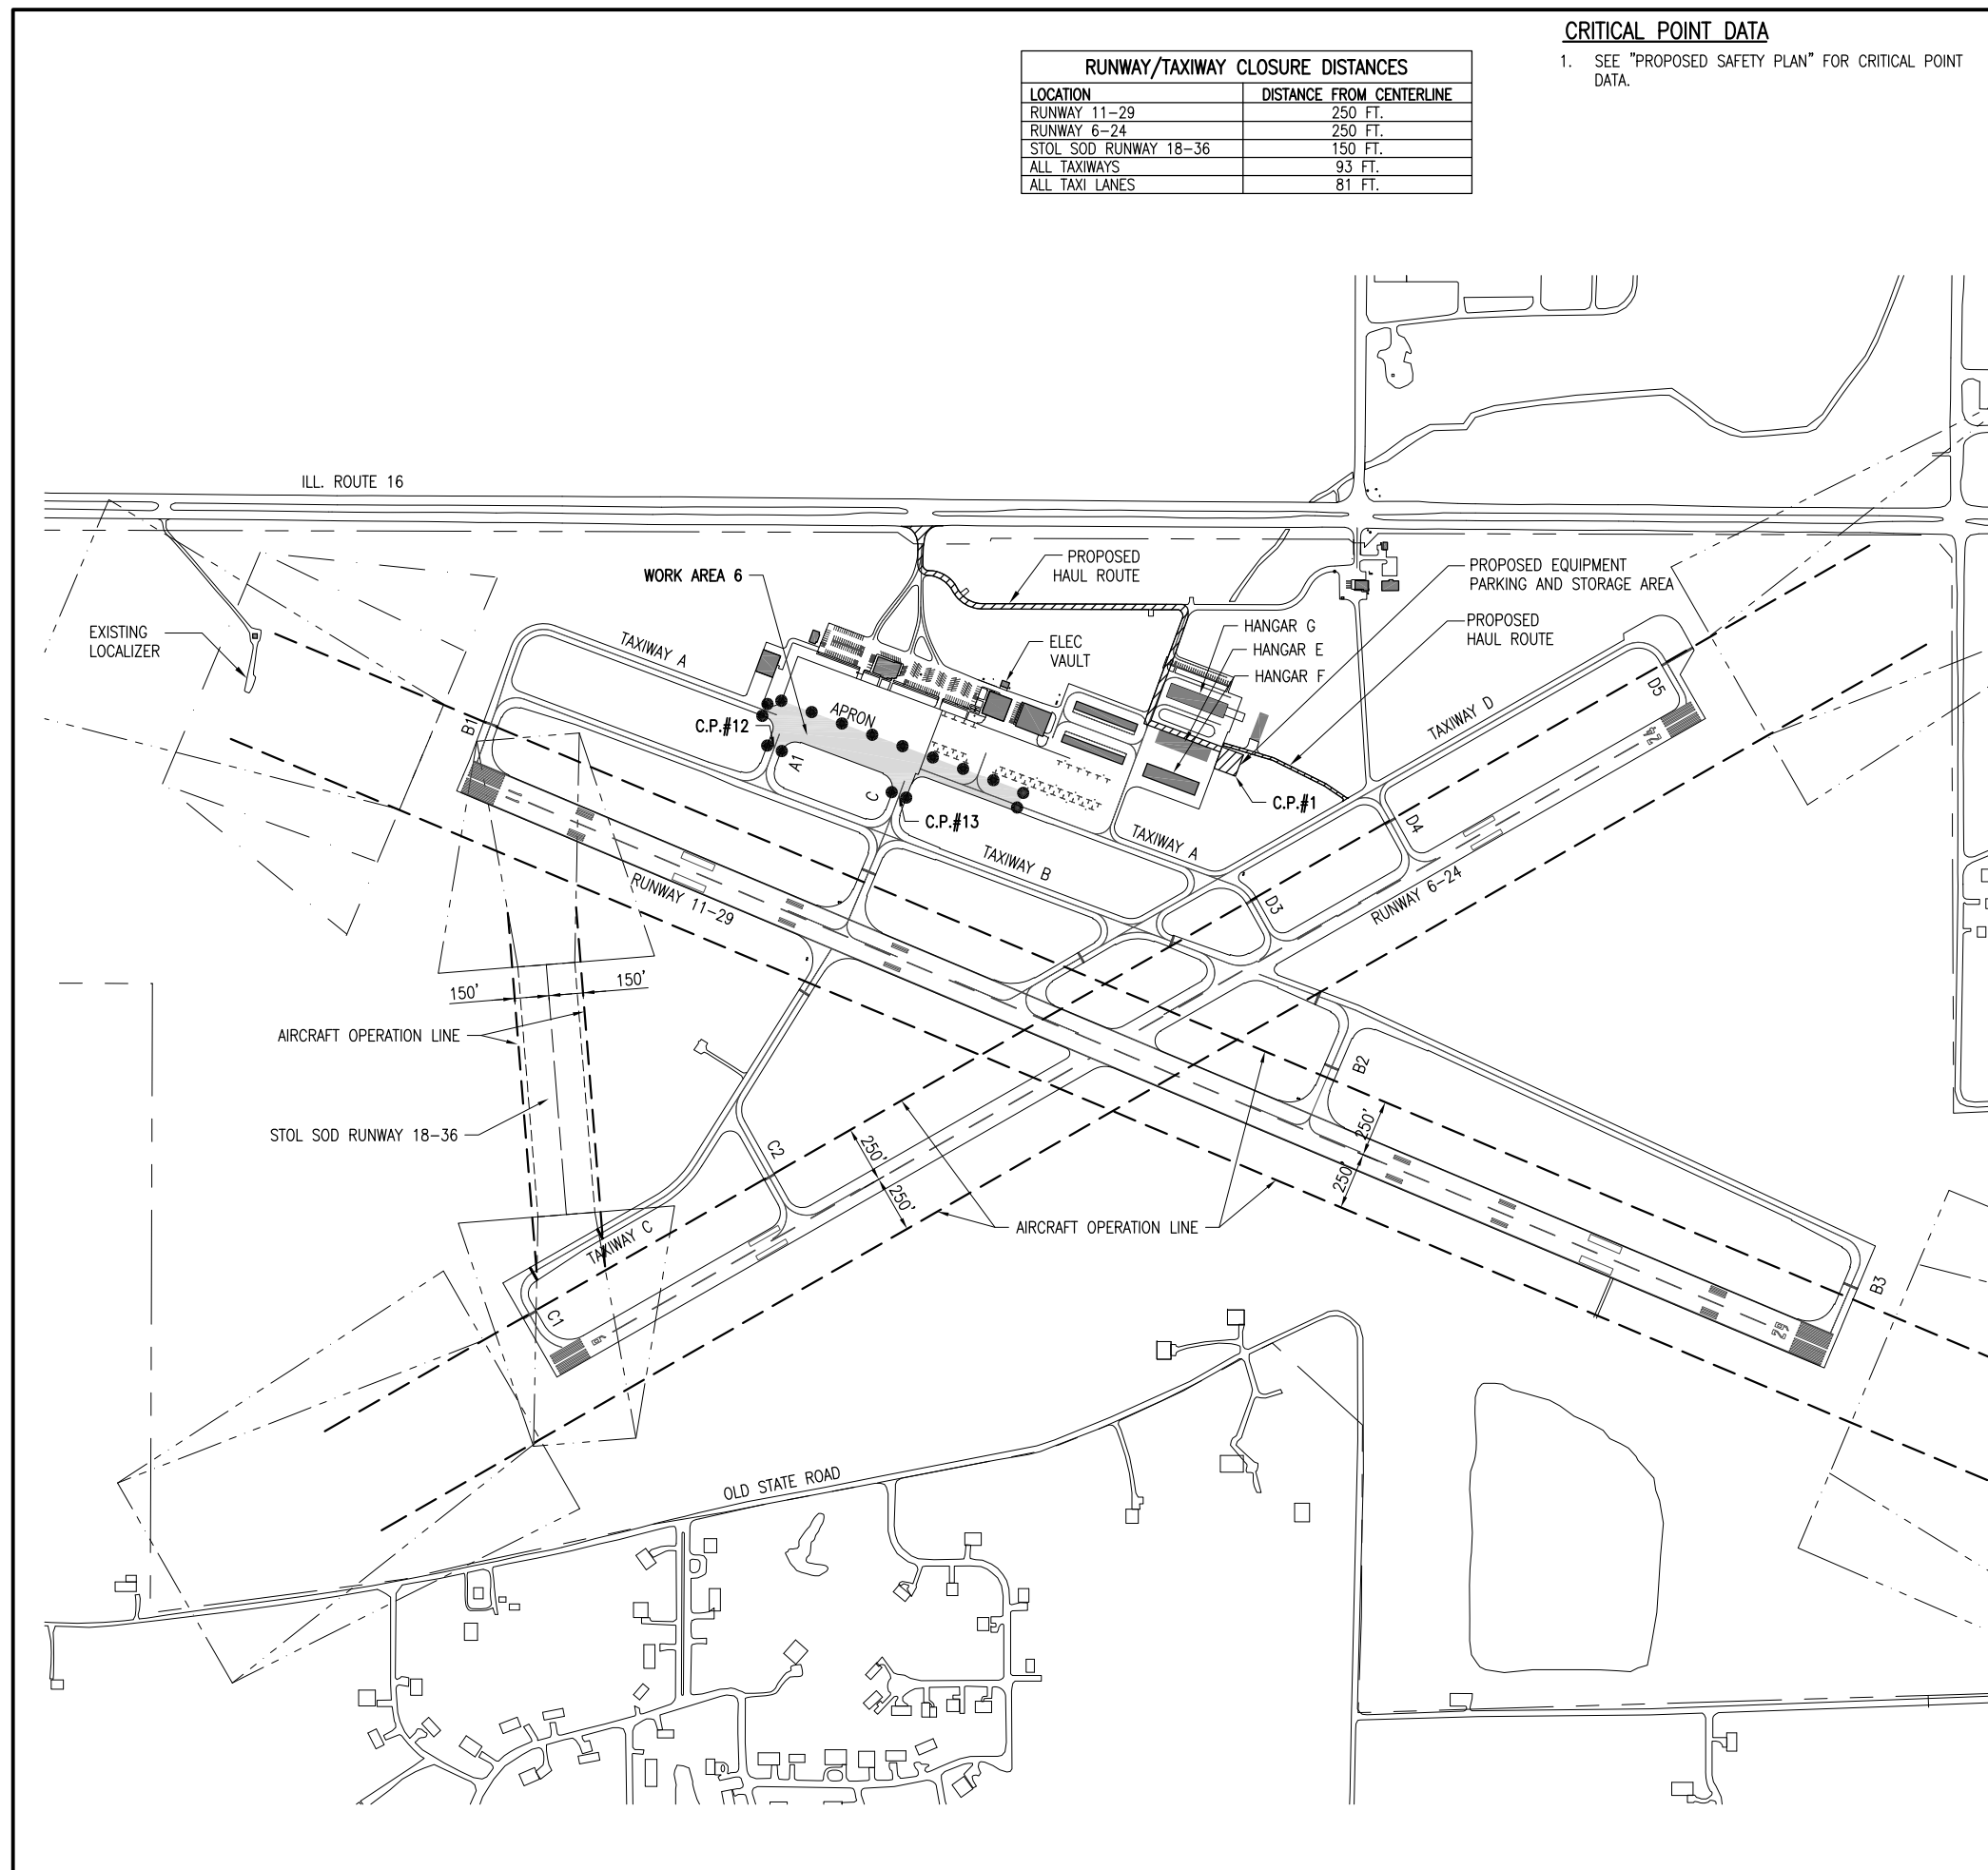 CRITICAL POINT DATA
1. SEE "PROPOSED SAFETY PLAN" FOR CRITICAL POINT
DATA.
RUNWAY/TAXIWAY CLOSURE DISTANCES
LOCATION DISTANCE FROM CENTERLINE
RUNWAY 11-29 250 FT.
RUNWAY 6-24 250 FT.
STOL SOD RUNWAY 18-36 150 FT.
ALL TAXIWAYS 93 FT.
ALL TAXI LANES 81 FT.
ILL. ROUTE 16
WORK AREA 6
PROPOSED
HAUL ROUTE
PROPOSED EQUIPMENT
PARKING AND STORAGE AREA
EXISTING
LOCALIZER
TAXIWAY A
ELEC
VAULT
HANGAR G
HANGAR E
HANGAR F
PROPOSED
HAUL ROUTE
D5
B1
C.P.#12
APRON
TAXIWAY D
24
A1
C
C.P.#13
C.P.#1
D4
TAXIWAY A
TAXIWAY B
RUNWAY 11-29
D3
RUNWAY 6-24
150'
150'
AIRCRAFT OPERATION LINE
B2
STOL SOD RUNWAY 18-36
C2
250'
250'
250'
250'
AIRCRAFT OPERATION LINE
TAXIWAY C
C1
6
B3
29
OLD STATE ROAD